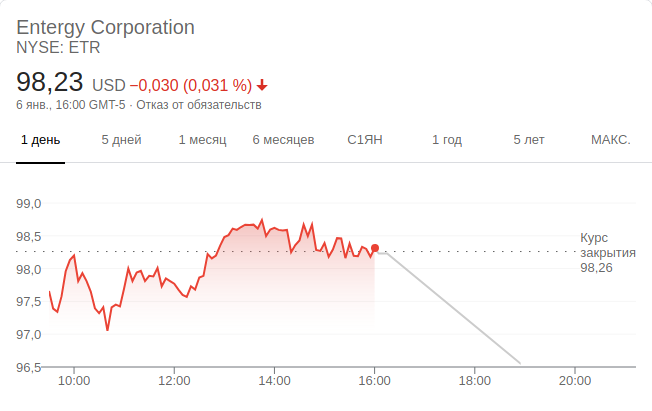 Entergy Corporation
NYSE: ETR
98,23 USD −0,030 (0,031 %)
6 янв., 16:00 GMT-5 · Отказ от обязательств
1 день 5 дней 1 месяц 6 месяцев С1ЯН 1 год 5 лет МАКС.
99,0
98,5
98,0
97,5
97,0
96,5
Курс
закрытия
98,26
10:00 12:00 14:00 16:00 18:00 20:00